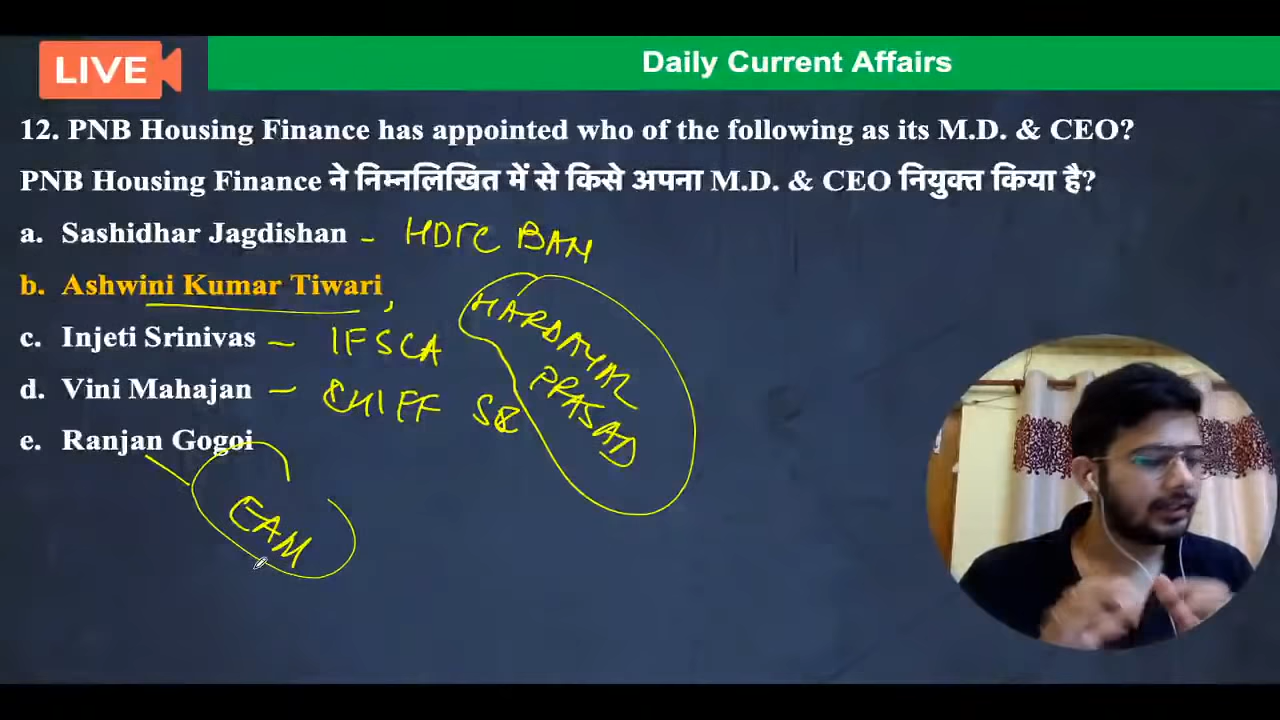 LIVE
Daily Current Affairs
12. PNB Housing Finance has appointed who of the following as its M.D. & CEO?
PNB Housing Finance ने निम्नलिखित में से किसे अपना M.D. & CEO नियुक्त किया है?
a. Sashidhar Jagdishan - HDFC BAN
b. Ashwini Kumar Tiwari,
c. Injeti Srinivas - IFSCA
d. Vini Mahajan - CHIEF SE
e. Ranjan Gogoi
HARDAYAL
PRASAD
EAM